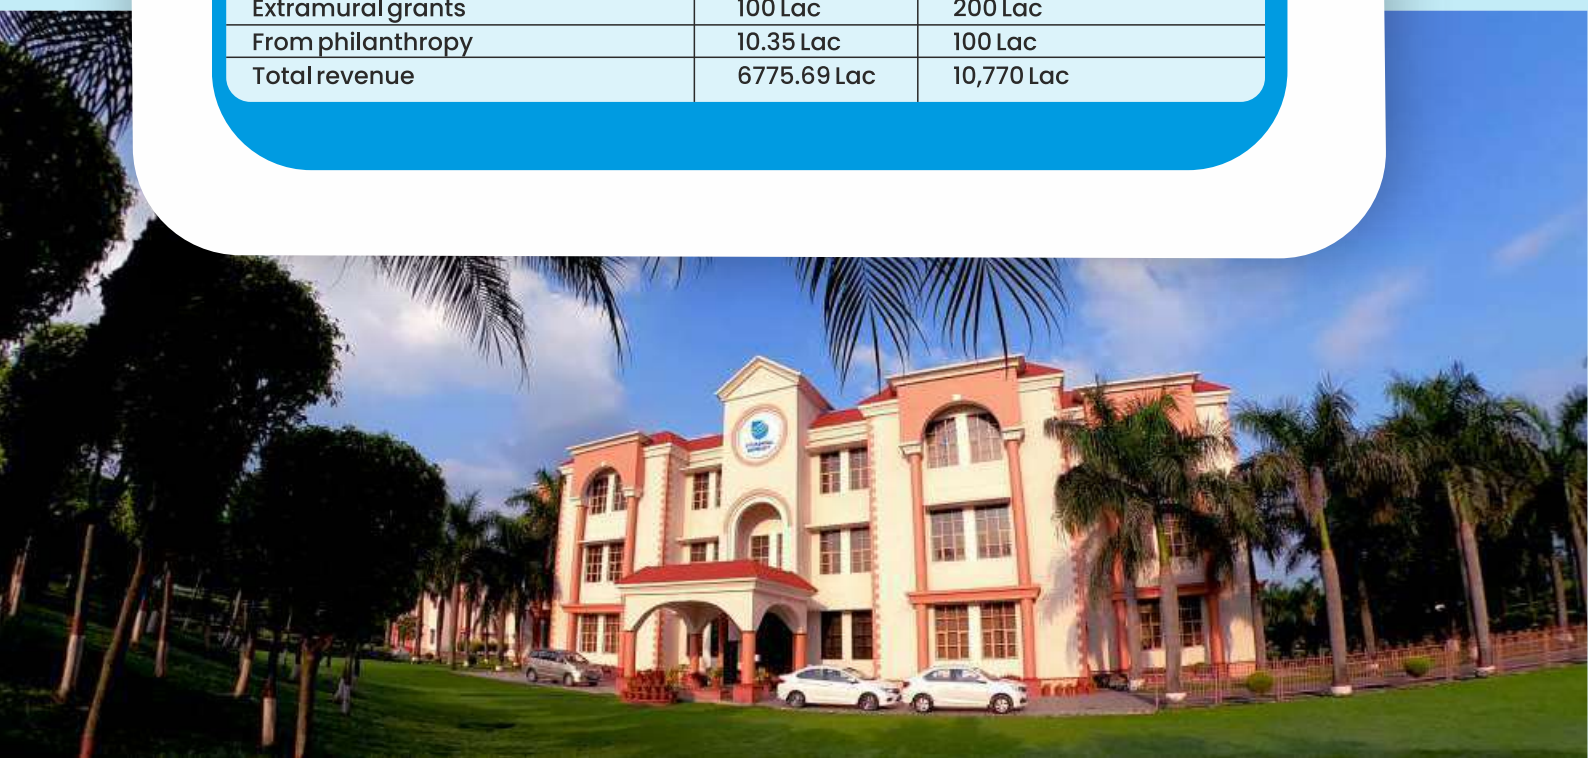 Extramural grants 100 Lac 200 Lac
From philanthropy 10.35 Lac 100 Lac
Total revenue 6775.69 Lac 10,770 Lac